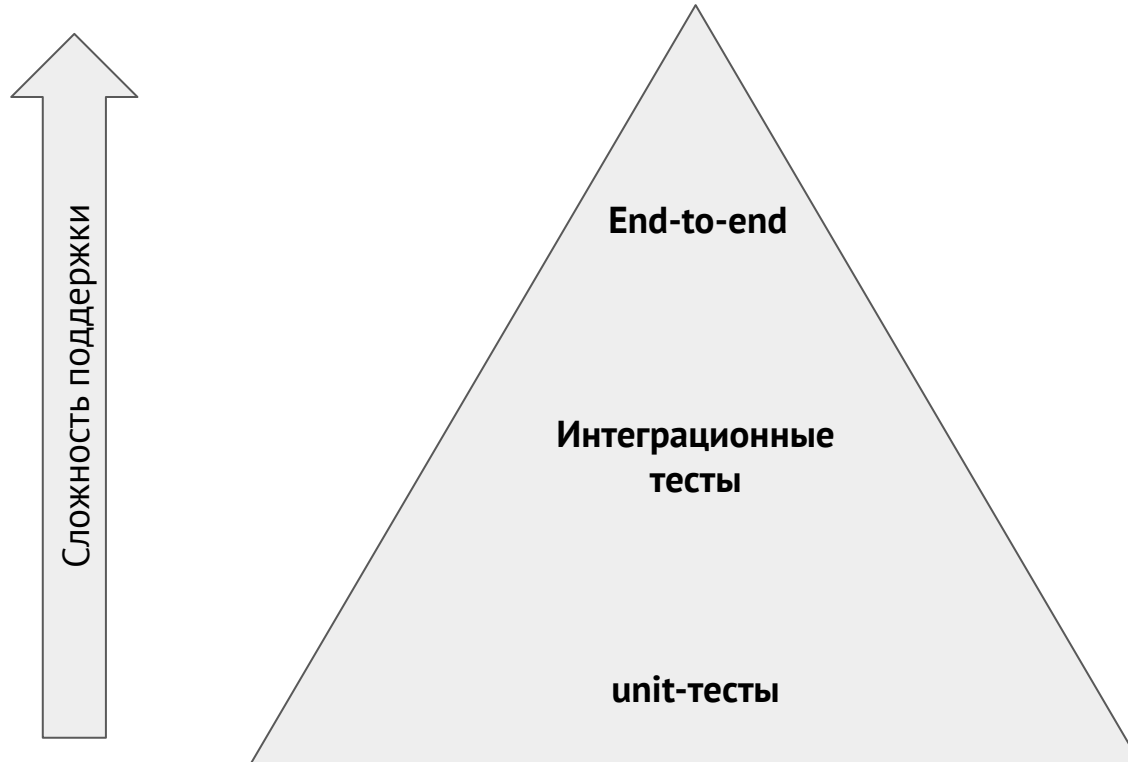 Сложность поддержки
End-to-end
Интеграционные
тесты
unit-тесты